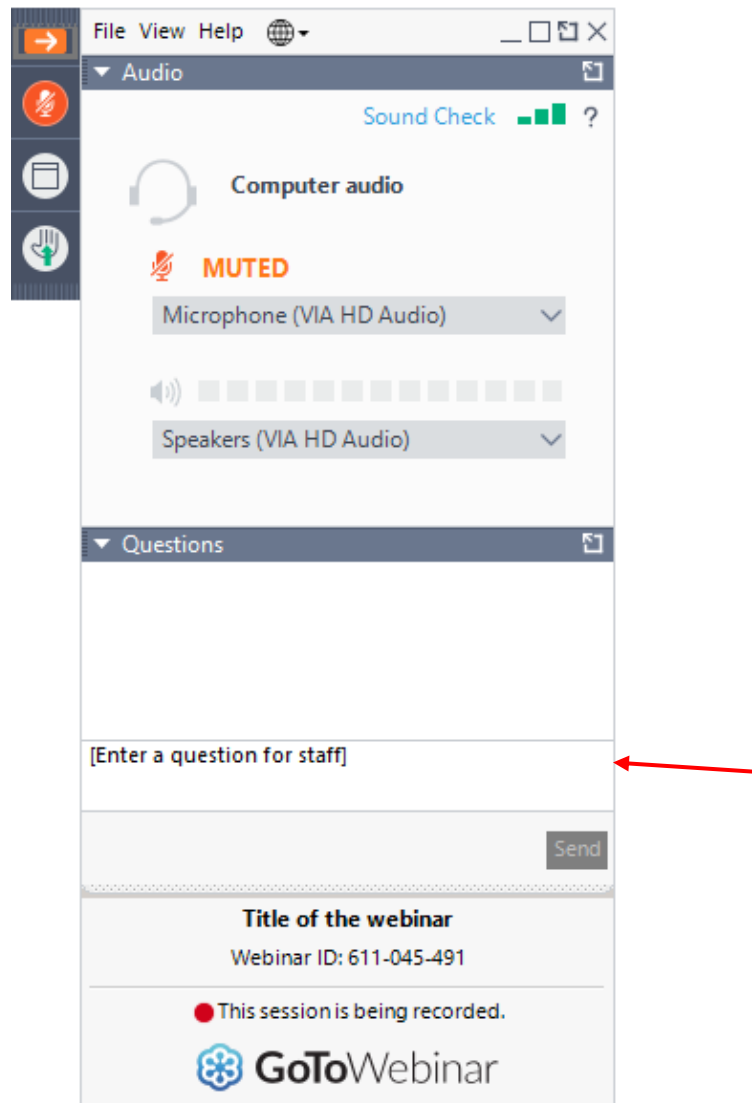 File View Help
Audio
Sound Check ?
Computer audio
MUTED
Microphone (VIA HD Audio)
Speakers (VIA HD Audio)
Questions
[Enter a question for staff]
Send
Title of the webinar
Webinar ID: 611-045-491
This session is being recorded.
GoToWebinar